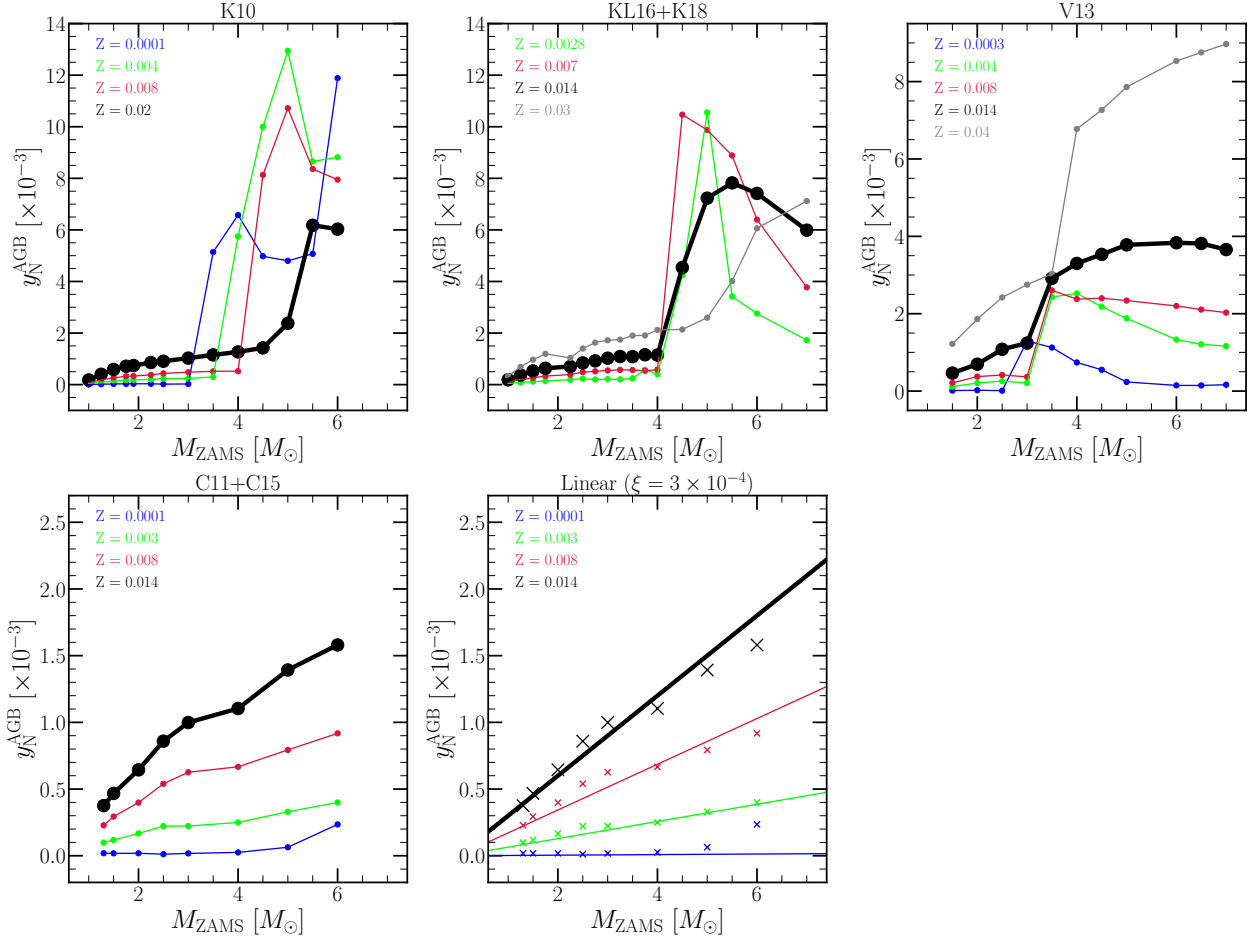 K10
Z = 0.0001
Z = 0.004
Z = 0.008
Z = 0.02
14
12
10
8
6
4
2
0
y_N^AGB [×10^−3]
2 4 6
M_ZAMS [M_⊙]
KL16+K18
Z = 0.0028
Z = 0.007
Z = 0.014
Z = 0.03
14
12
10
8
6
4
2
0
y_N^AGB [×10^−3]
2 4 6
M_ZAMS [M_⊙]
V13
Z = 0.0003
Z = 0.004
Z = 0.008
Z = 0.014
Z = 0.04
8
6
4
2
0
y_N^AGB [×10^−3]
2 4 6
M_ZAMS [M_⊙]
C11+C15
Z = 0.0001
Z = 0.003
Z = 0.008
Z = 0.014
2.5
2.0
1.5
1.0
0.5
0.0
y_N^AGB [×10^−3]
2 4 6
M_ZAMS [M_⊙]
Linear (ξ = 3 × 10^−4)
Z = 0.0001
Z = 0.003
Z = 0.008
Z = 0.014
2.5
2.0
1.5
1.0
0.5
0.0
y_N^AGB [×10^−3]
2 4 6
M_ZAMS [M_⊙]